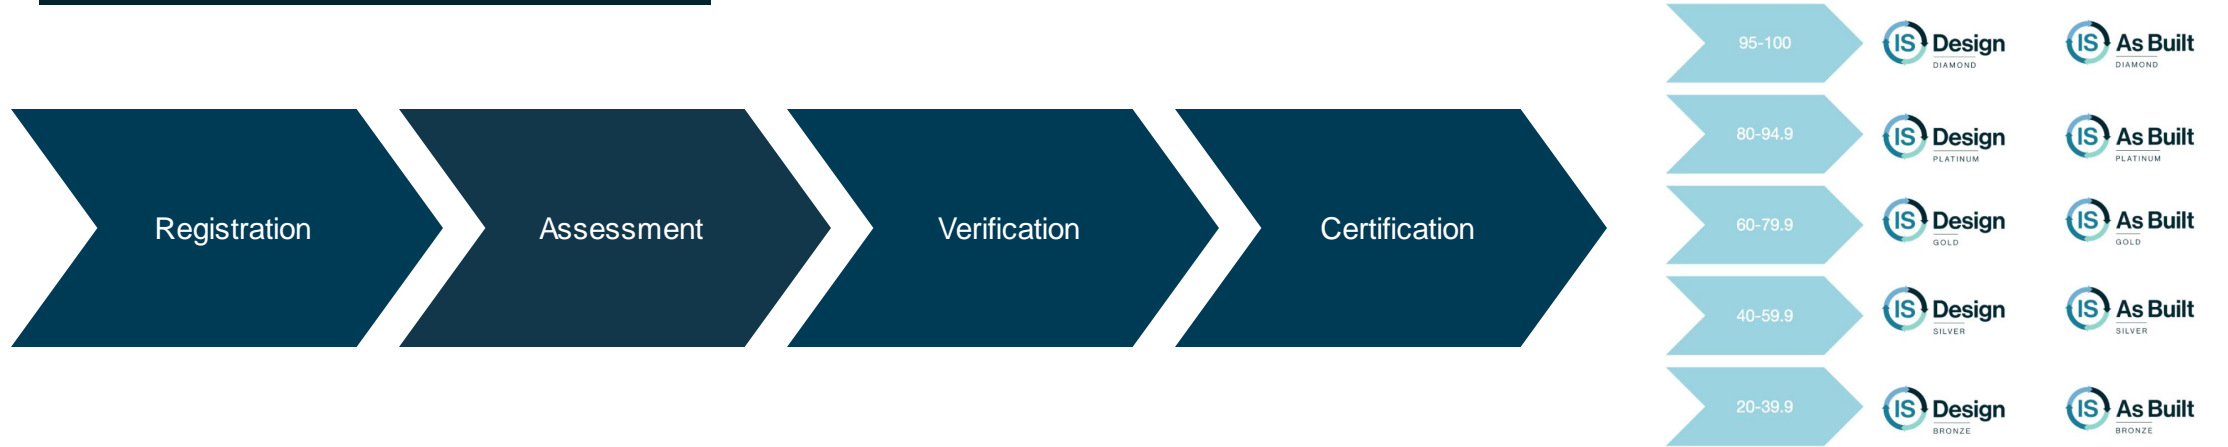 Registration
Assessment
Verification
Certification
95-100
IS Design
DIAMOND
IS As Built
DIAMOND
80-94.9
IS Design
PLATINUM
IS As Built
PLATINUM
60-79.9
IS Design
GOLD
IS As Built
GOLD
40-59.9
IS Design
SILVER
IS As Built
SILVER
20-39.9
IS Design
BRONZE
IS As Built
BRONZE